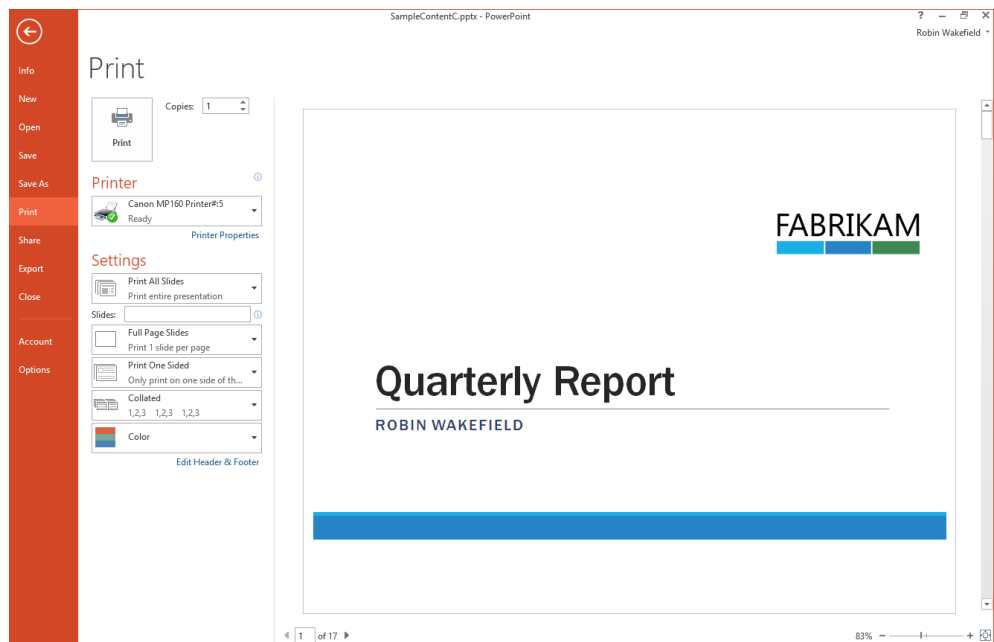 SampleContentC.pptx - PowerPoint
?
Robin Wakefield
Info
New
Open
Save
Save As
Print
Share
Export
Close
Account
Options
Print
Print
Copies: 1
Printer
Canon MP160 Printer#:5
Ready
Printer Properties
Settings
Print All Slides
Print entire presentation
Slides:
Full Page Slides
Print 1 slide per page
Print One Sided
Only print on one side of th...
Collated
1,2,3 1,2,3 1,2,3
Color
Edit Header & Footer
FABRIKAM
Quarterly Report
ROBIN WAKEFIELD
1 of 17
83% − +